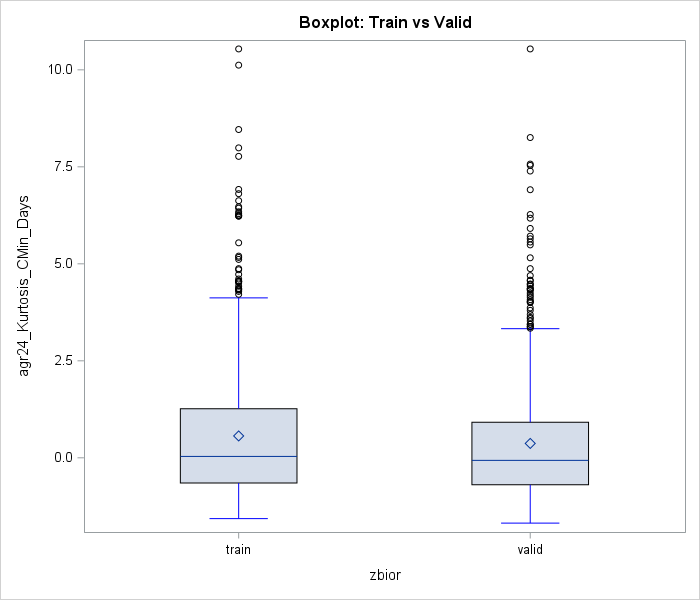 Boxplot: Train vs Valid
10.0
7.5
5.0
2.5
0.0
agr24_Kurtosis_CMin_Days
train
valid
zbior